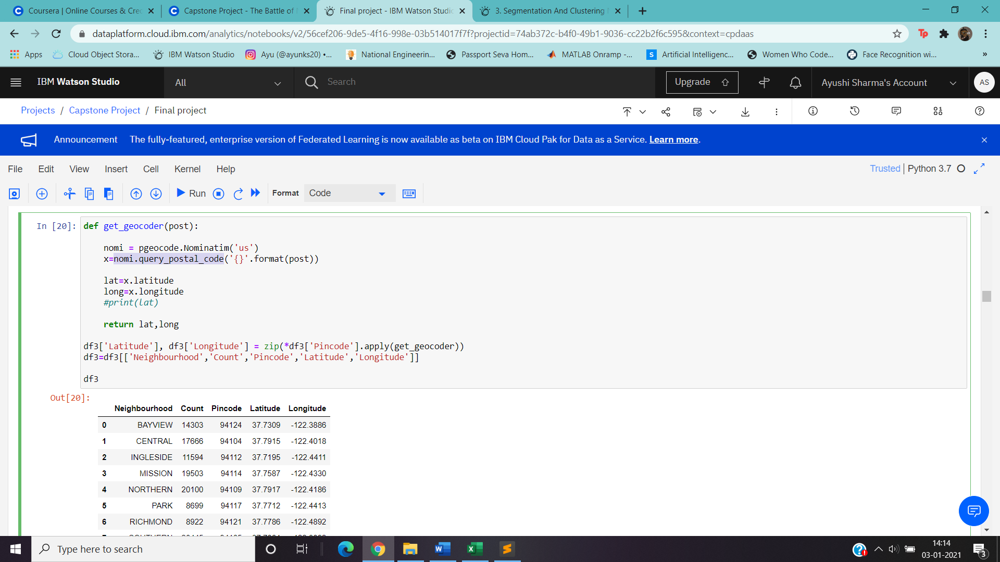 Coursera | Online Courses & Cre
Capstone Project - The Battle of
Final project - IBM Watson Studio
3. Segmentation And Clustering
dataplatform.cloud.ibm.com/analytics/notebooks/v2/56cef206-9de5-4f16-998e-03b514017f7f?projectid=74ab372c-b4f0-49b1-9036-cc22b2f6c595&context=cpdaas
Apps Cloud Object Stora... IBM Watson Studio Ayu (@ayunks20) •... National Engineerin... Passport Seva Hom... MATLAB Onramp -... Artificial Intelligenc... Women Who Code... Face Recognition wi... »
IBM Watson Studio All Search Upgrade Ayushi Sharma's Account AS
Projects / Capstone Project / Final project
Announcement The fully-featured, enterprise version of Federated Learning is now available as beta on IBM Cloud Pak for Data as a Service. Learn more.
File Edit View Insert Cell Kernel Help Trusted | Python 3.7
Run Format Code
In [20]: def get_geocoder(post):
nomi = pgeocode.Nominatim('us')
x=nomi.query_postal_code('{}'.format(post))
lat=x.latitude
long=x.longitude
#print(lat)
return lat,long
df3['Latitude'], df3['Longitude'] = zip(*df3['Pincode'].apply(get_geocoder))
df3=df3[['Neighbourhood','Count','Pincode','Latitude','Longitude']]
df3
Out[20]:
Neighbourhood Count Pincode Latitude Longitude
0 BAYVIEW 14303 94124 37.7309 -122.3886
1 CENTRAL 17666 94104 37.7915 -122.4018
2 INGLESIDE 11594 94112 37.7195 -122.4411
3 MISSION 19503 94114 37.7587 -122.4330
4 NORTHERN 20100 94109 37.7917 -122.4186
5 PARK 8699 94117 37.7712 -122.4413
6 RICHMOND 8922 94121 37.7786 -122.4892
Type here to search
14:14
03-01-2021
3